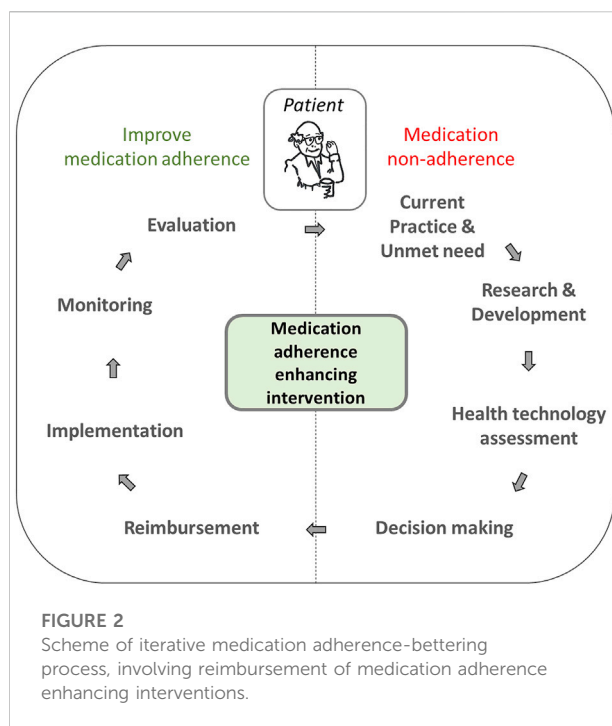 Patient
Improve
medication adherence
Medication
non-adherence
Current
Practice &
Unmet need
Research &
Development
Health technology
assessment
Decision making
Reimbursement
Implementation
Monitoring
Evaluation
Medication
adherence
enhancing
intervention
FIGURE 2
Scheme of iterative medication adherence-bettering
process, involving reimbursement of medication adherence
enhancing interventions.